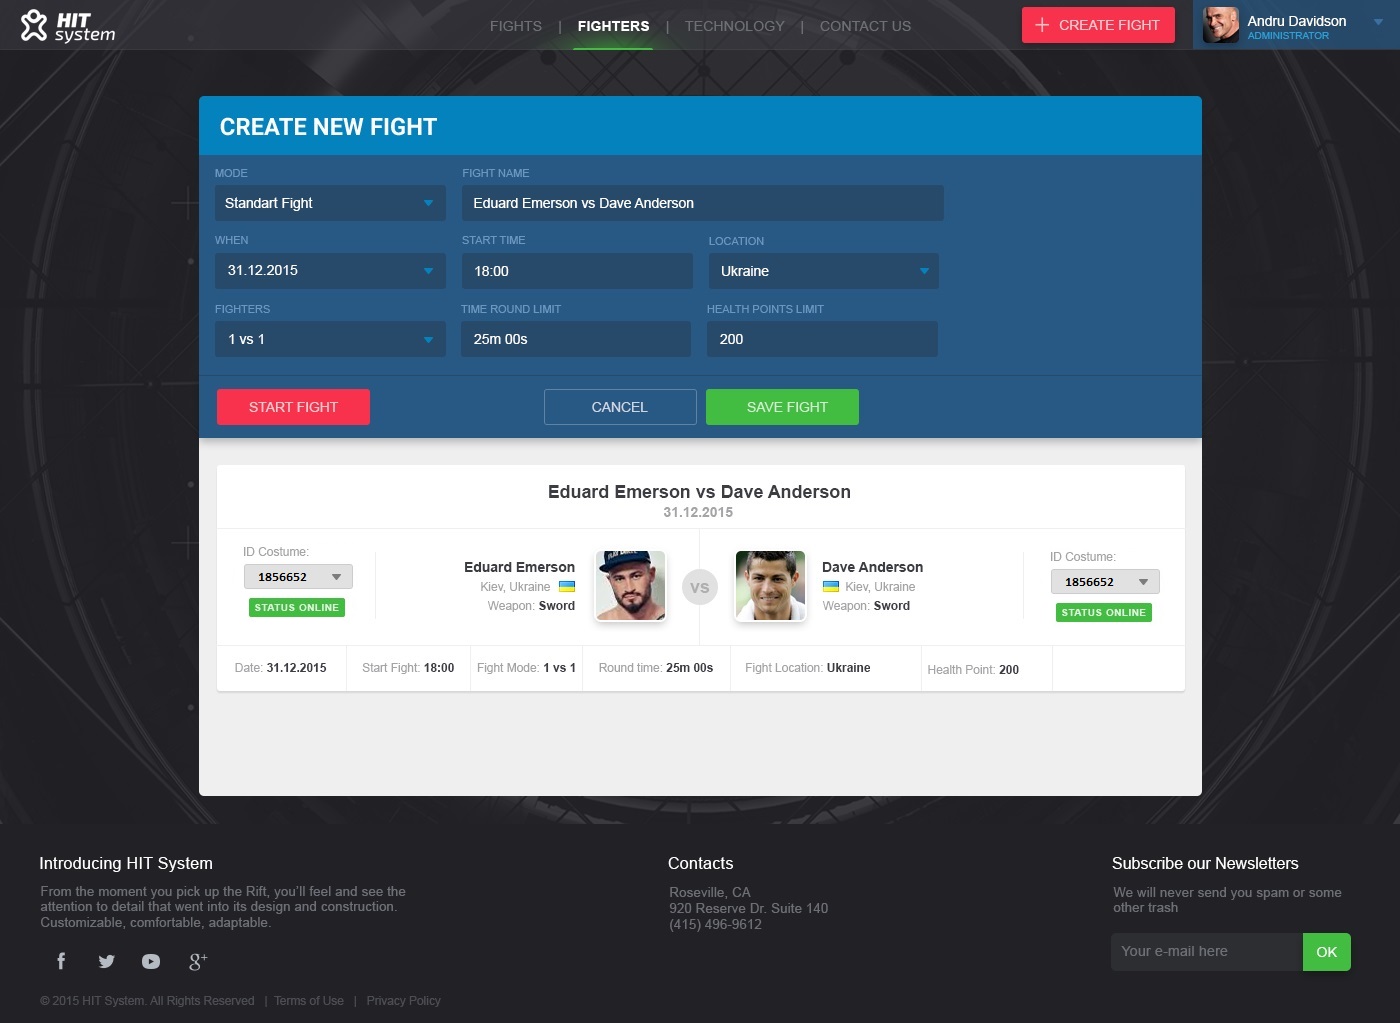 HIT
system
FIGHTS | FIGHTERS | TECHNOLOGY | CONTACT US
+ CREATE FIGHT
Andru Davidson
ADMINISTRATOR
CREATE NEW FIGHT
MODE
FIGHT NAME
Standart Fight
Eduard Emerson vs Dave Anderson
WHEN
START TIME
LOCATION
31.12.2015
18:00
Ukraine
FIGHTERS
TIME ROUND LIMIT
HEALTH POINTS LIMIT
1 vs 1
25m 00s
200
START FIGHT
CANCEL
SAVE FIGHT
Eduard Emerson vs Dave Anderson
31.12.2015
ID Costume:
1856652
STATUS ONLINE
Eduard Emerson
Kiev, Ukraine
Weapon: Sword
VS
Dave Anderson
Kiev, Ukraine
Weapon: Sword
ID Costume:
1856652
STATUS ONLINE
Date: 31.12.2015
Start Fight: 18:00
Fight Mode: 1 vs 1
Round time: 25m 00s
Fight Location: Ukraine
Health Point: 200
Introducing HIT System
From the moment you pick up the Rift, you'll feel and see the
attention to detail that went into its design and construction.
Customizable, comfortable, adaptable.
Contacts
Roseville, CA
920 Reserve Dr. Suite 140
(415) 496-9612
Subscribe our Newsletters
We will never send you spam or some
other trash
Your e-mail here
OK
© 2015 HIT System. All Rights Reserved | Terms of Use | Privacy Policy